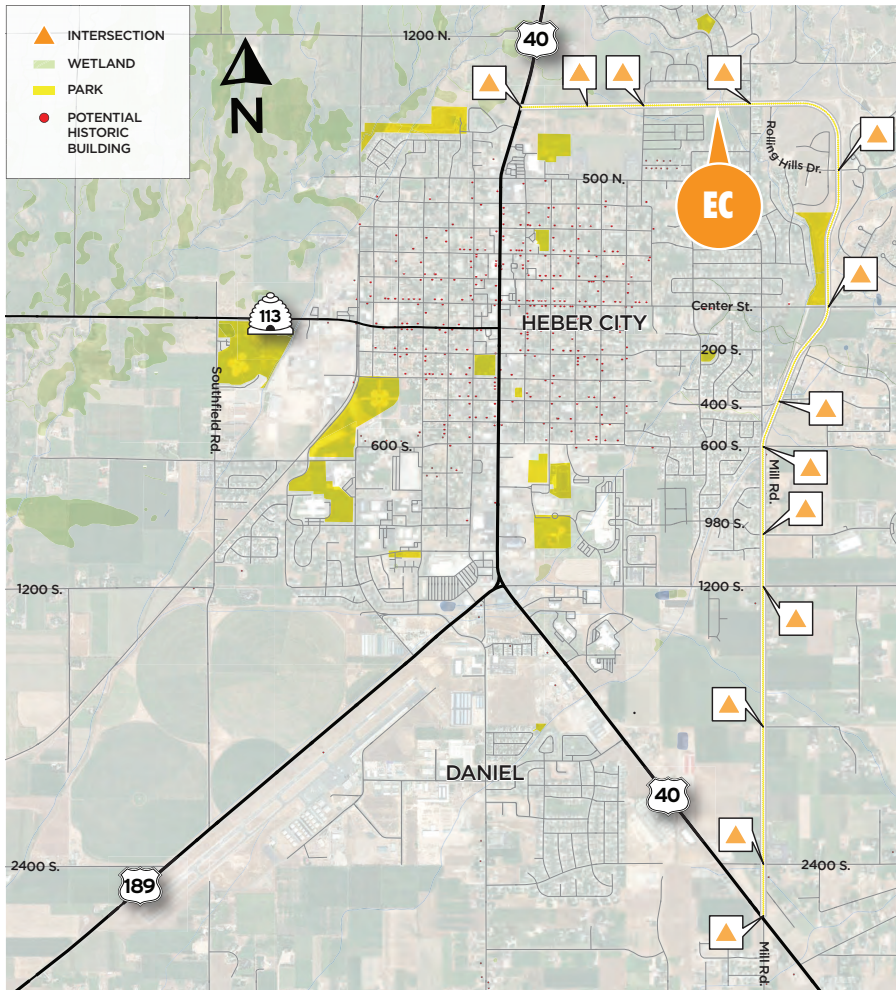 INTERSECTION
WETLAND
PARK
POTENTIAL
HISTORIC
BUILDING
N
1200 N.
40
Rolling Hills Dr.
500 N.
EC
Center St.
113
HEBER CITY
200 S.
Southfield Rd.
400 S.
600 S.
600 S.
Mill Rd.
980 S.
1200 S.
1200 S.
DANIEL
40
2400 S.
2400 S.
189
Mill Rd.